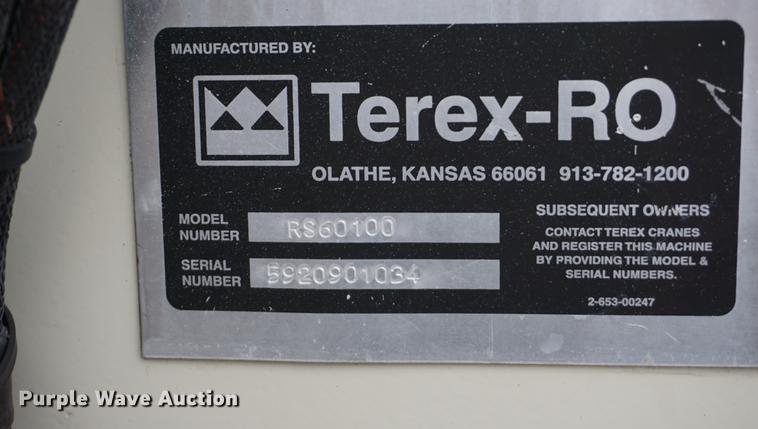 MANUFACTURED BY:
Terex-RO
OLATHE, KANSAS 66061 913-782-1200
MODEL NUMBER RS60100
SERIAL NUMBER 5920901034
SUBSEQUENT OWNERS
CONTACT TEREX CRANES
AND REGISTER THIS MACHINE
BY PROVIDING THE MODEL &
SERIAL NUMBERS.
2-653-00247
Purple Wave Auction